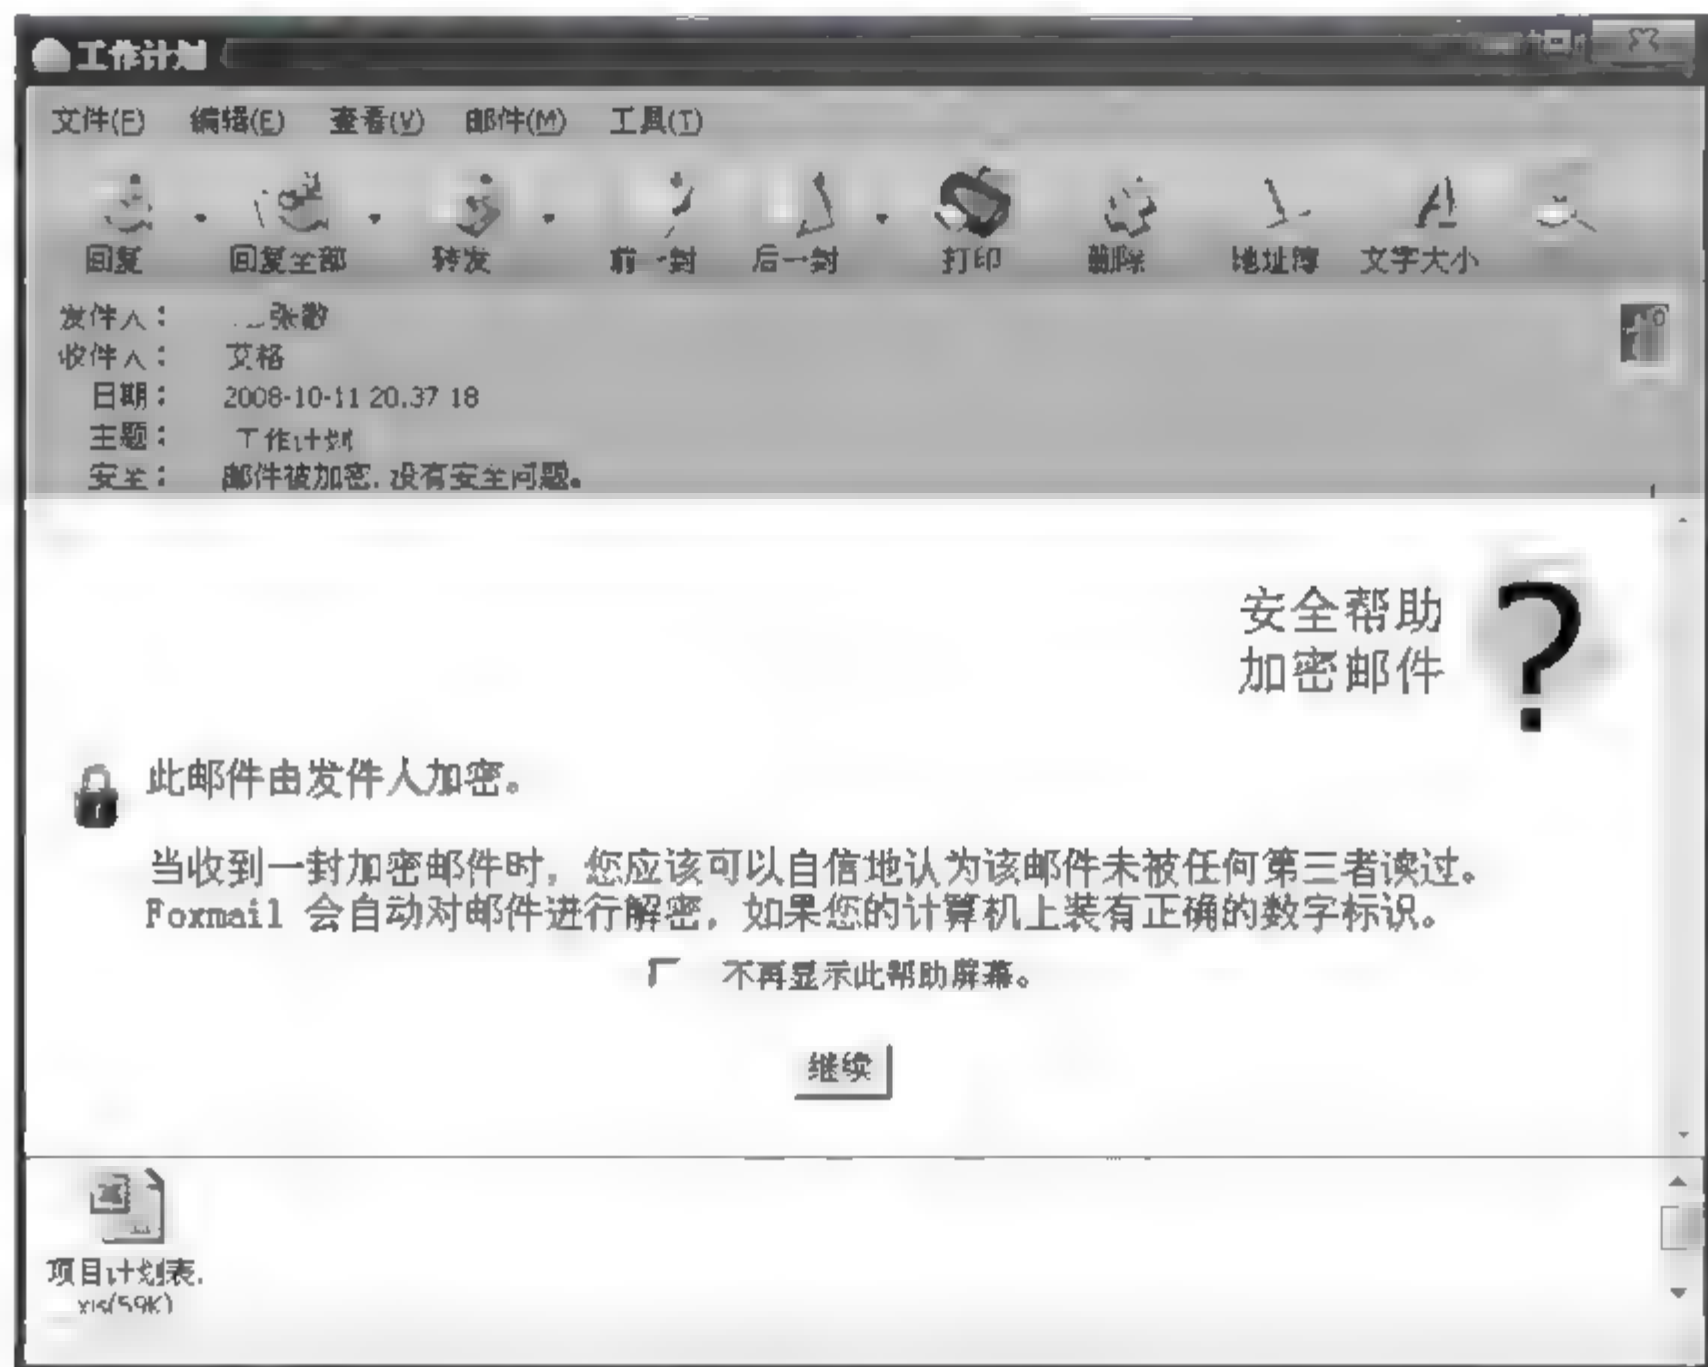 工作计划
文件(F) 编辑(E) 查看(V) 邮件(M) 工具(T)
回复 回复全部 转发 前一封 后一封 打印 删除 地址簿 文字大小
发件人:
收件人: 艾格
日期: 2008-10-11 20:37:18
主题: 工作计划
安全: 邮件被加密,没有安全问题。
安全帮助
加密邮件
此邮件由发件人加密。
当收到一封加密邮件时,您应该可以自信地认为该邮件未被任何第三者读过。
Foxmail 会自动对邮件进行解密,如果您的计算机上装有正确的数字标识。
不再显示此帮助屏幕。
继续
项目计划表.
xls(59K)